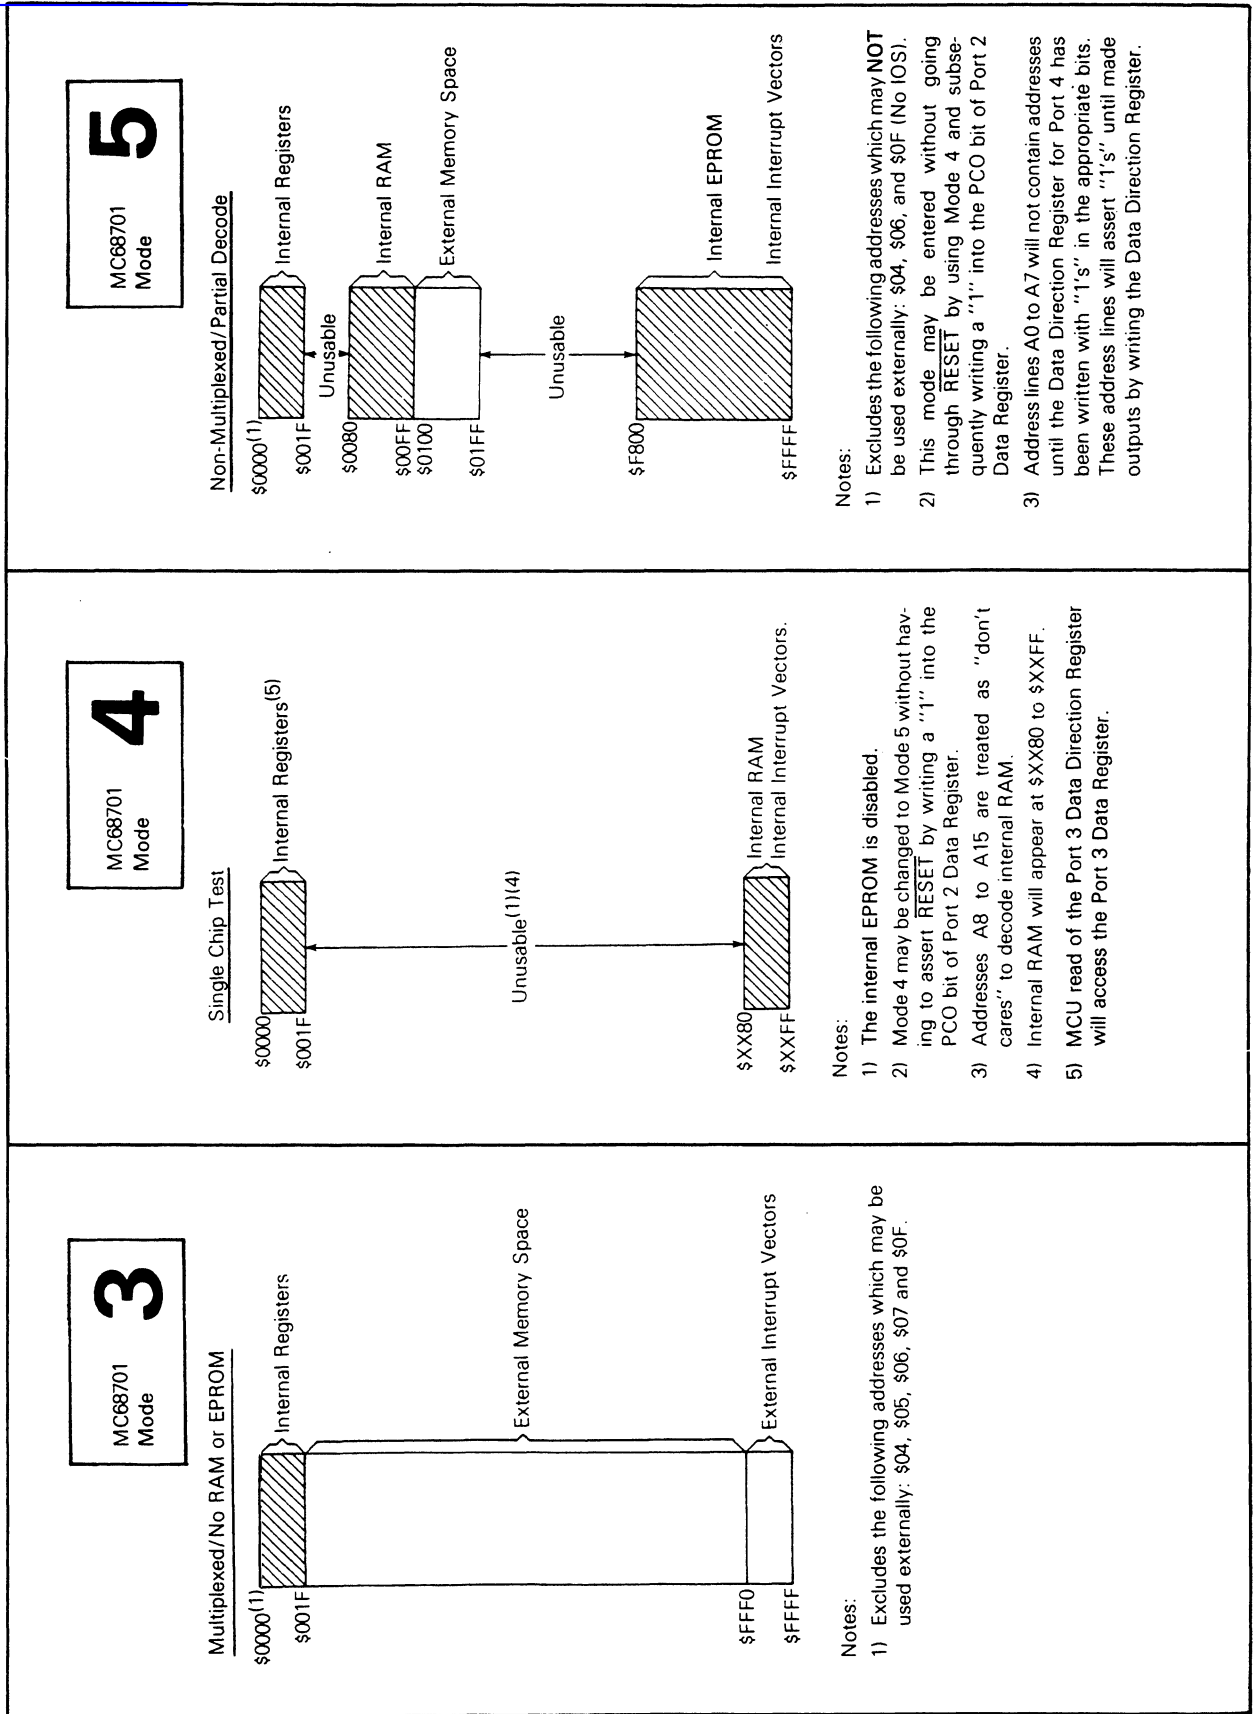 MC68701
Mode 3
Multiplexed/No RAM or EPROM
$0000(1)
$001F
Internal Registers
External Memory Space
$FFF0
$FFFF
External Interrupt Vectors
Notes:
1) Excludes the following addresses which may be
used externally: $04, $05, $06, $07 and $0F.
MC68701
Mode 4
Single Chip Test
$0000
$001F
Internal Registers(5)
Unusable(1)(4)
$XX80
$XXFF
Internal RAM
Internal Interrupt Vectors.
Notes:
1) The internal EPROM is disabled.
2) Mode 4 may be changed to Mode 5 without hav-
ing to assert RESET by writing a "1" into the
PCO bit of Port 2 Data Register.
3) Addresses A8 to A15 are treated as "don't
cares" to decode internal RAM.
4) Internal RAM will appear at $XX80 to $XXFF.
5) MCU read of the Port 3 Data Direction Register
will access the Port 3 Data Register.
MC68701
Mode 5
Non-Multiplexed/Partial Decode
$0000(1)
$001F
Internal Registers
Unusable
$0080
$00FF
$0100
$01FF
Internal RAM
External Memory Space
Unusable
$F800
$FFFF
Internal EPROM
Internal Interrupt Vectors
Notes:
1) Excludes the following addresses which may NOT
be used externally: $04, $06, and $0F (No IOS).
2) This mode may be entered without going
through RESET by using Mode 4 and subse-
quently writing a "1" into the PCO bit of Port 2
Data Register.
3) Address lines A0 to A7 will not contain addresses
until the Data Direction Register for Port 4 has
been written with "1's" in the appropriate bits.
These address lines will assert "1's" until made
outputs by writing the Data Direction Register.